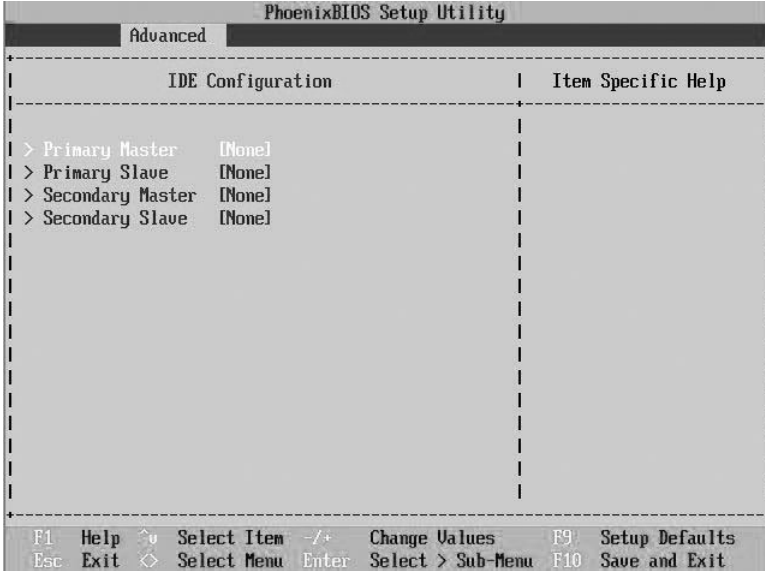 PhoenixBIOS Setup Utility
Advanced
IDE Configuration
Item Specific Help
> Primary Master [None]
> Primary Slave [None]
> Secondary Master [None]
> Secondary Slave [None]
F1 Help ^v Select Item -/+ Change Values F9 Setup Defaults
Esc Exit <> Select Menu Enter Select > Sub-Menu F10 Save and Exit